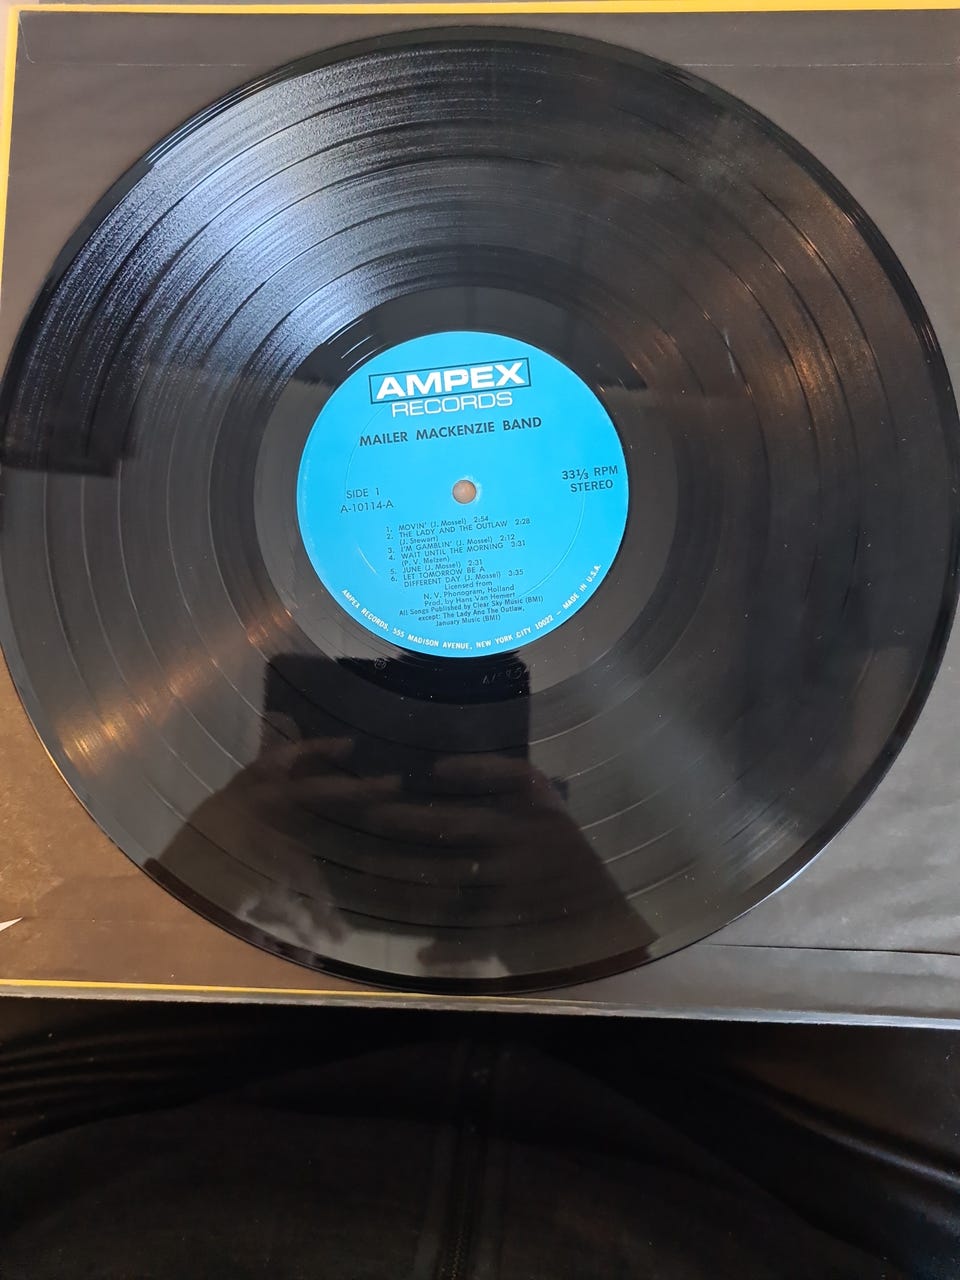 AMPEX
RECORDS
MAILER MACKENZIE BAND
SIDE 1
A-10114-A
33⅓ RPM
STEREO
1. MOVIN' (J. Mossel) 2:54
2. THE LADY AND THE OUTLAW 2:28
(J. Stewart)
3. I'M GAMBLIN' (J. Mossel) 2:12
4. WAIT UNTIL THE MORNING 3:31
(P. V. Melzen)
5. JUNE (J. Mossel) 2:31
6. LET TOMORROW BE A
DIFFERENT DAY (J. Mossel) 3:35
Licensed from
N. V. Phonogram, Holland
Prod. by Hans Van Hemert
All Songs Published by Clear Sky Music (BMI)
except: The Lady And The Outlaw,
January Music (BMI)
AMPEX RECORDS, 555 MADISON AVENUE, NEW YORK CITY 10022 – MADE IN U.S.A.